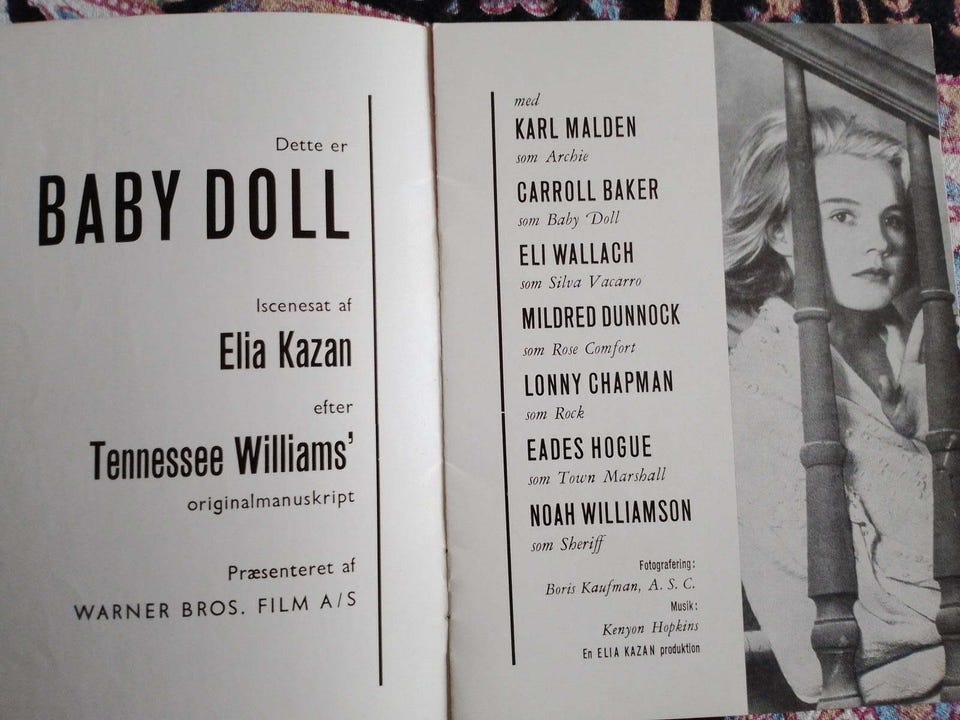 Dette er
BABY DOLL
Iscenesat af
Elia Kazan
efter
Tennessee Williams'
originalmanuskript
Præsenteret af
WARNER BROS. FILM A/S
med
KARL MALDEN
som Archie
CARROLL BAKER
som Baby Doll
ELI WALLACH
som Silva Vacarro
MILDRED DUNNOCK
som Rose Comfort
LONNY CHAPMAN
som Rock
EADES HOGUE
som Town Marshall
NOAH WILLIAMSON
som Sheriff
Fotografering:
Boris Kaufman, A. S. C.
Musik:
Kenyon Hopkins
En ELIA KAZAN produktion